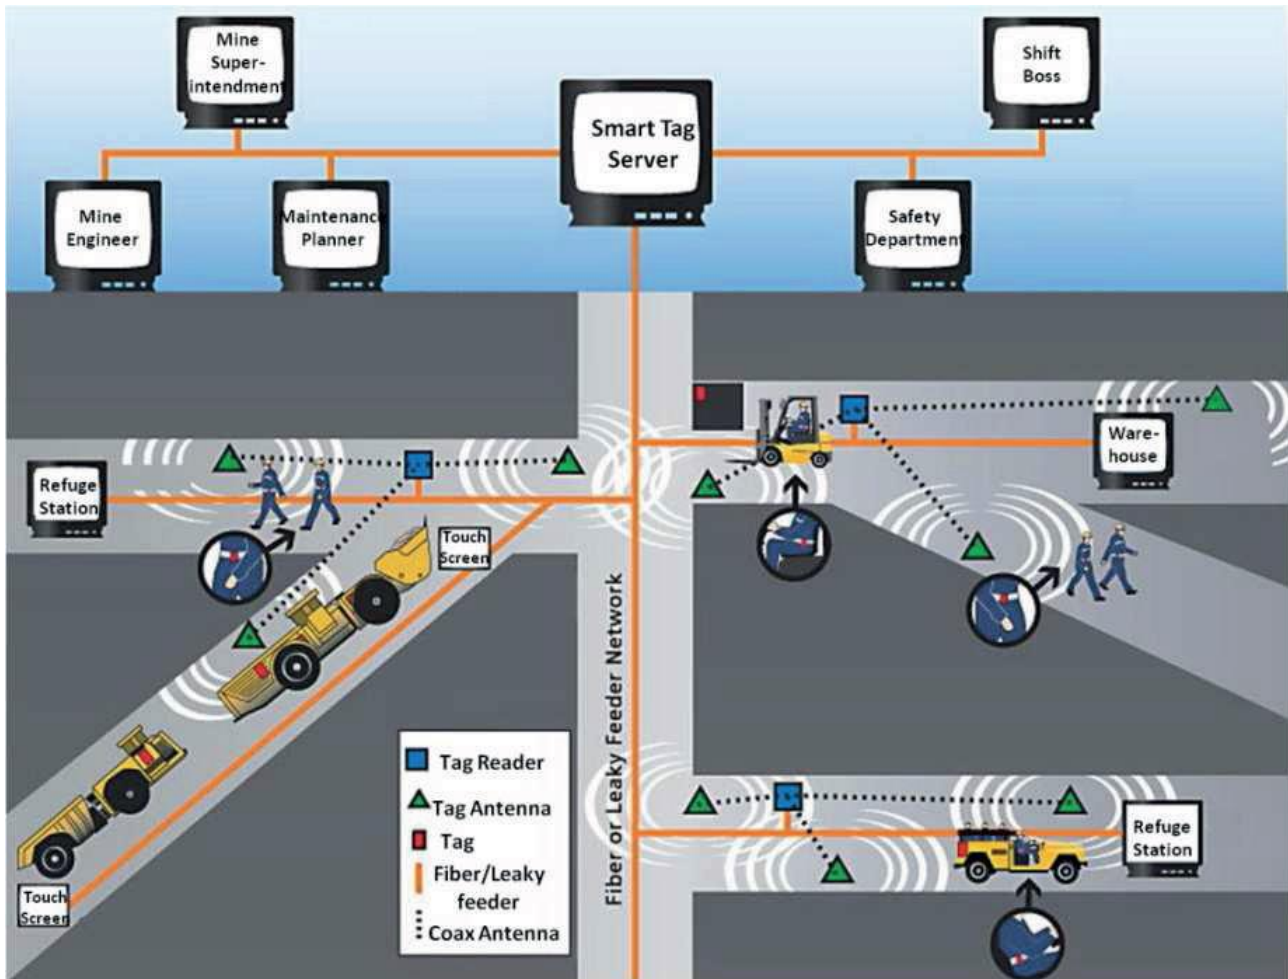 Mine
Super-
intendment
Shift
Boss
Smart Tag
Server
Mine
Engineer
Maintenance
Planner
Safety
Department
Ware-
house
Refuge
Station
Touch
Screen
Fiber or Leaky Feeder Network
Tag Reader
Tag Antenna
Tag
Fiber/Leaky
feeder
Coax Antenna
Refuge
Station
Touch
Screen